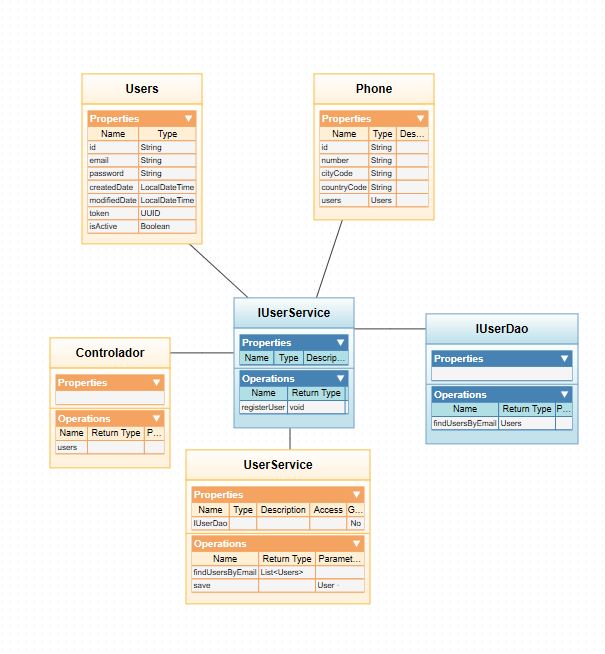 Users
Properties
Name Type
id String
email String
password String
createdDate LocalDateTime
modifiedDate LocalDateTime
token UUID
isActive Boolean
Phone
Properties
Name Type Des...
id String
number String
cityCode String
countryCode String
users Users
IUserService
Properties
Name Type Descrip...
Operations
Name Return Type
registerUser void
IUserDao
Properties
Operations
Name Return Type P...
findUsersByEmail Users
Controlador
Properties
Operations
Name Return Type P...
users
UserService
Properties
Name Type Description Access G...
IUserDao No
Operations
Name Return Type Paramet...
findUsersByEmail List<Users>
save User